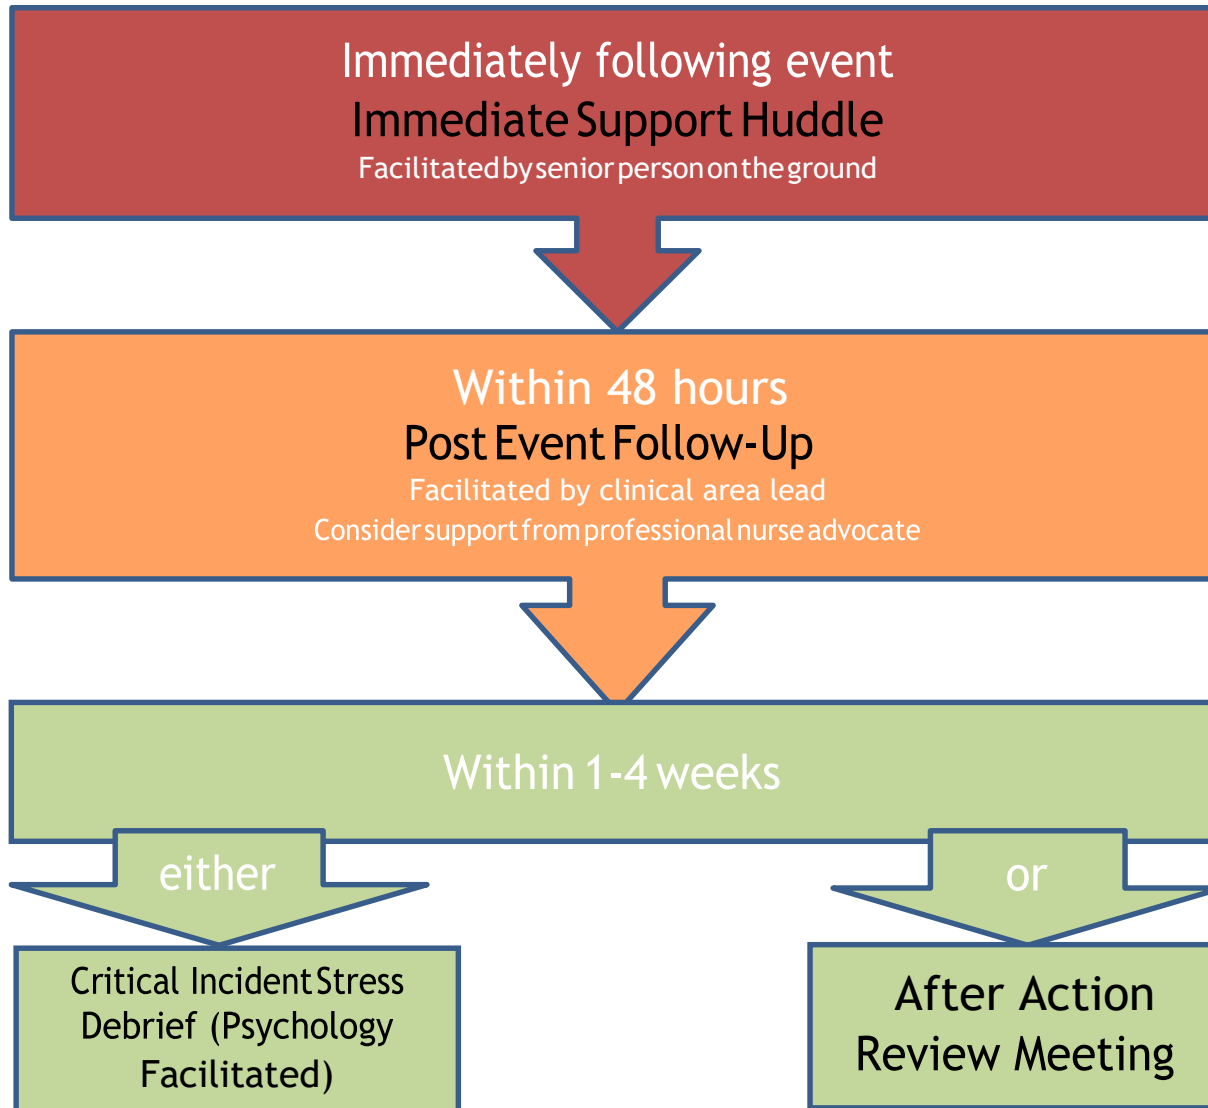 Immediately following event
Immediate Support Huddle
Facilitated by senior person on the ground
Within 48 hours
Post Event Follow-Up
Facilitated by clinical area lead
Consider support from professional nurse advocate
Within 1-4 weeks
either
or
Critical Incident Stress
Debrief (Psychology
Facilitated)
After Action
Review Meeting